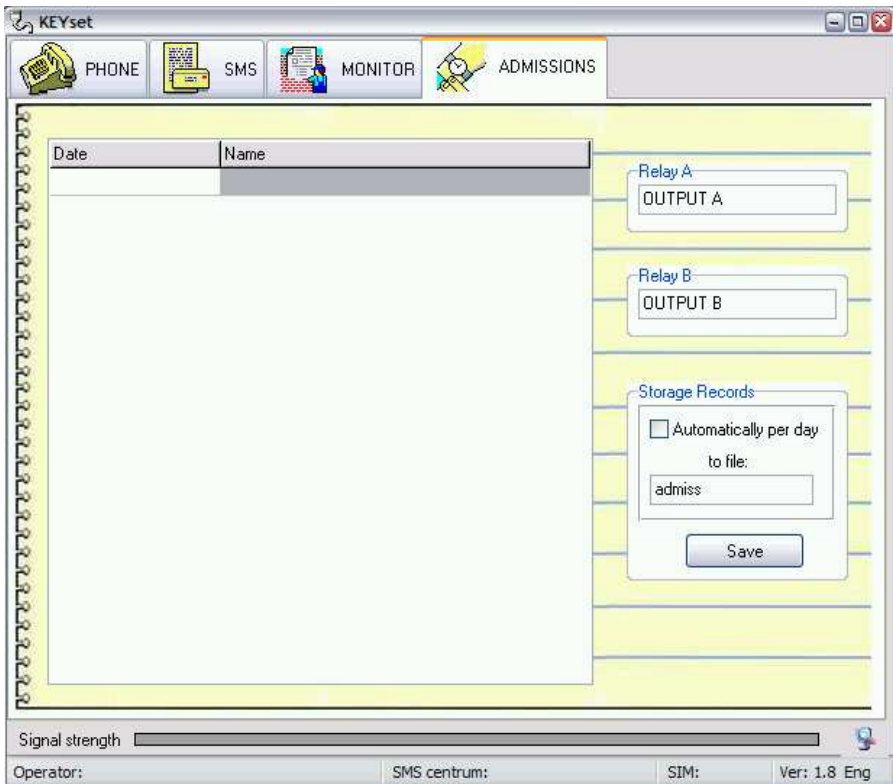 KEYset
PHONE SMS MONITOR ADMISSIONS
Date Name
Relay A
OUTPUT A
Relay B
OUTPUT B
Storage Records
Automatically per day
to file:
admiss
Save
Signal strength
Operator: SMS centrum: SIM: Ver: 1.8 Eng